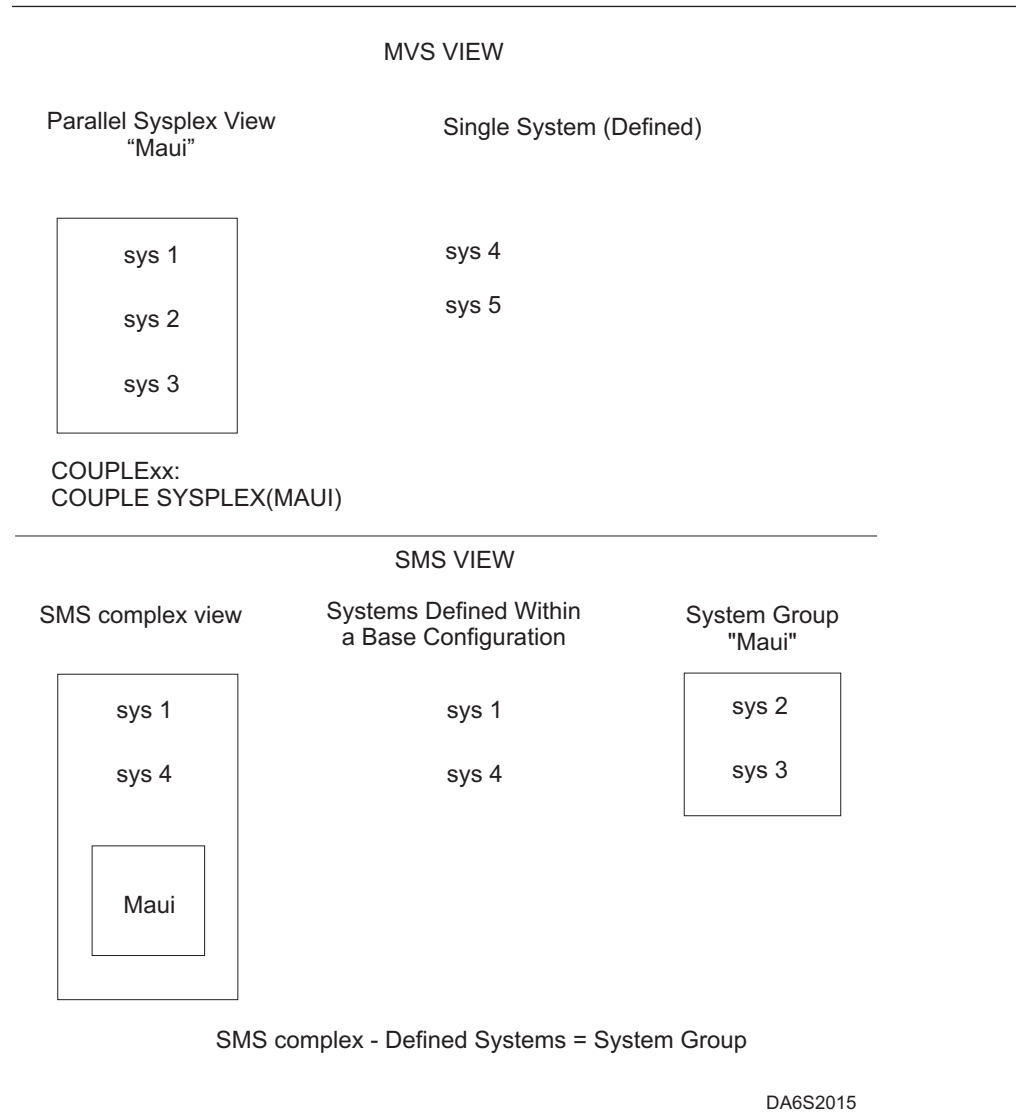 MVS VIEW
Parallel Sysplex View
“Maui”
Single System (Defined)
sys 1
sys 2
sys 3
sys 4
sys 5
COUPLExx:
COUPLE SYSPLEX(MAUI)
SMS VIEW
SMS complex view
Systems Defined Within
a Base Configuration
System Group
"Maui"
sys 1
sys 4
Maui
sys 1
sys 4
sys 2
sys 3
SMS complex - Defined Systems = System Group
DA6S2015